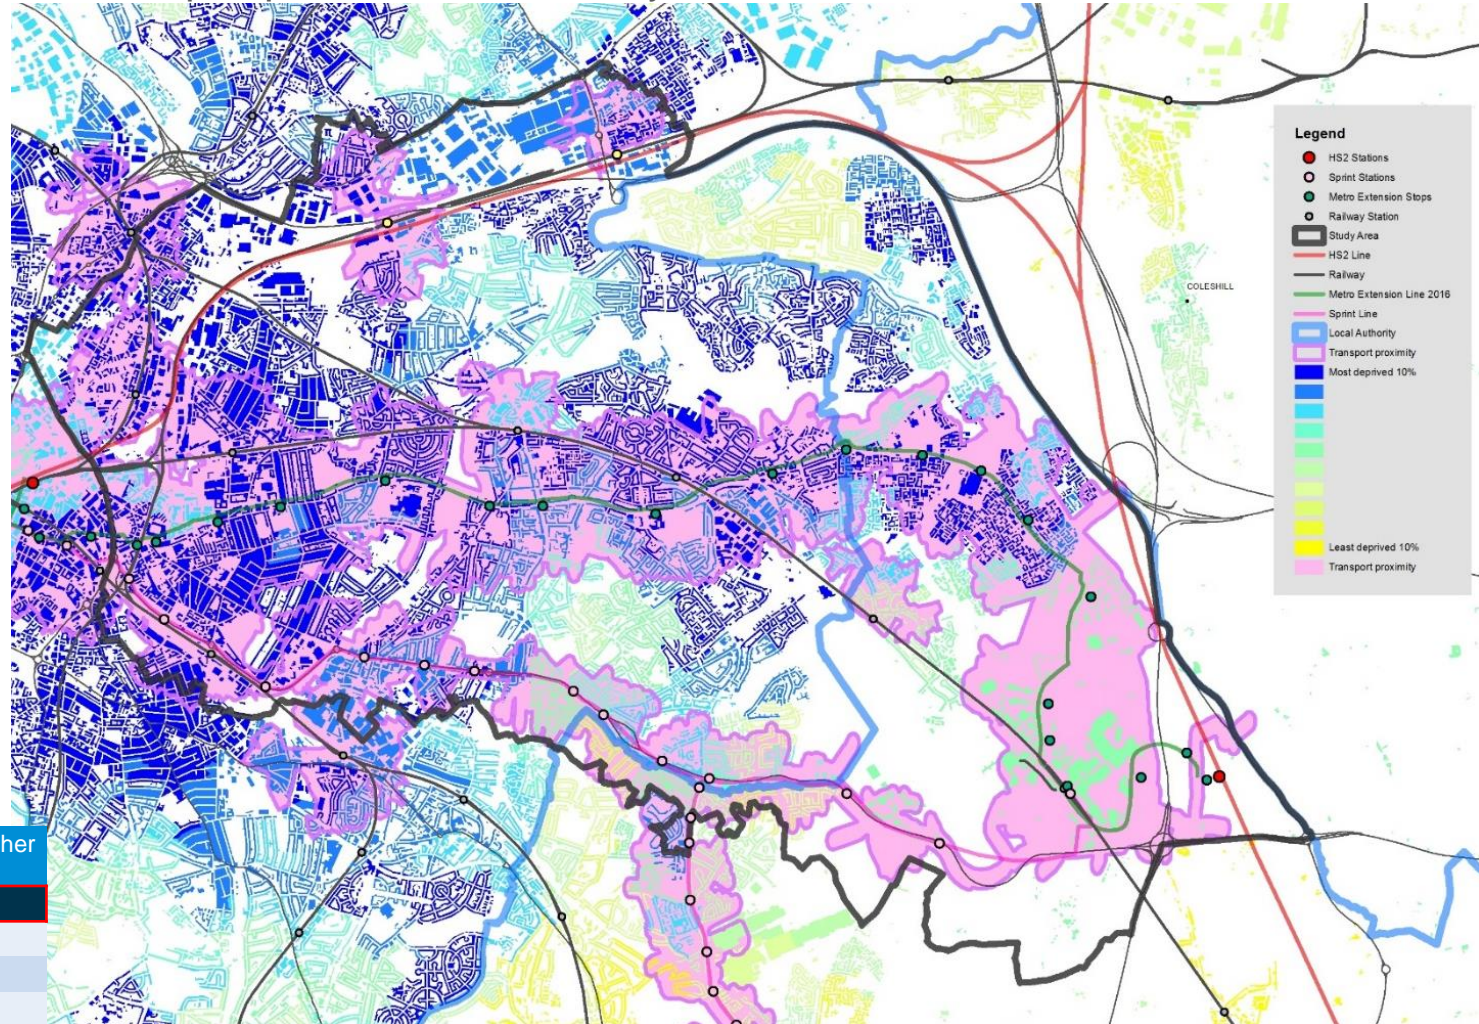 COLESHILL
Legend
HS2 Stations
Sprint Stations
Metro Extension Stops
Railway Station
Study Area
HS2 Line
Railway
Metro Extension Line 2016
Sprint Line
Local Authority
Transport proximity
Most deprived 10%
Least deprived 10%
Transport proximity
her